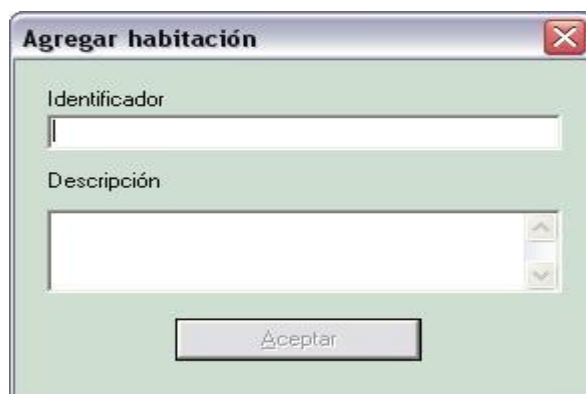 Agregar habitación
Identificador
Descripción
Aceptar